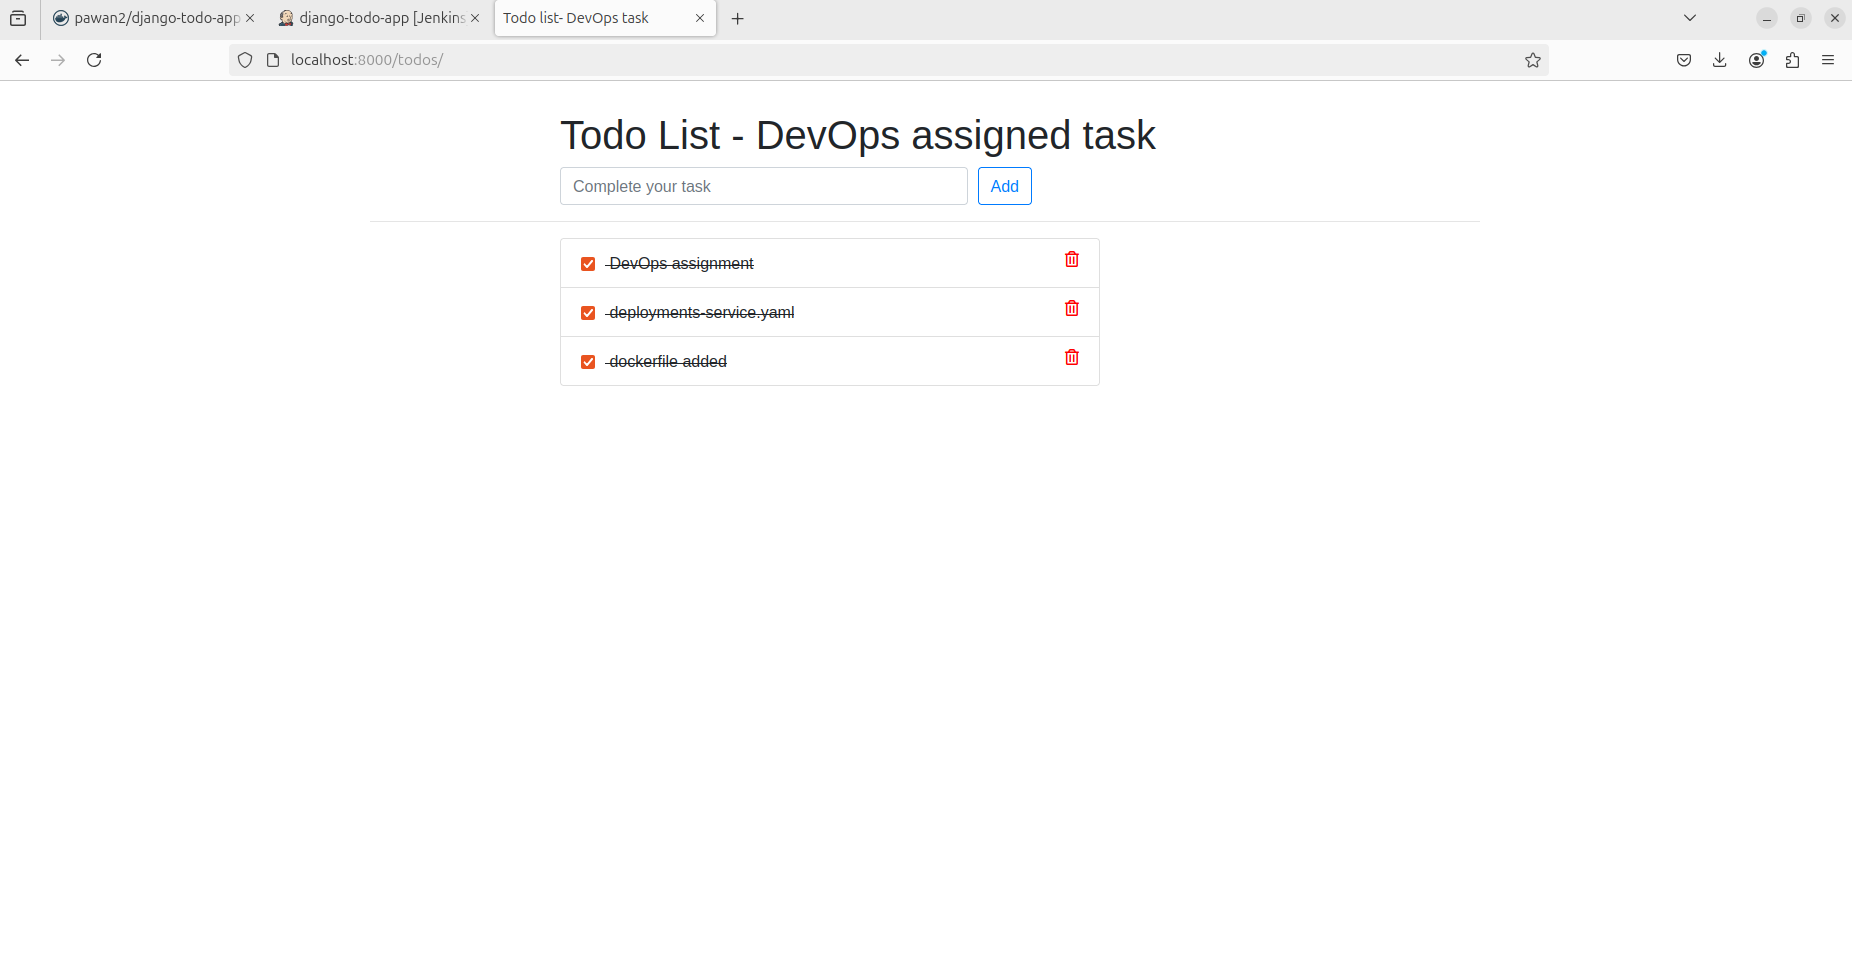 pawan2/django-todo-app
django-todo-app [Jenkins
Todo list- DevOps task
localhost:8000/todos/
Todo List - DevOps assigned task
Complete your task
Add
DevOps assignment
deployments-service.yaml
dockerfile added